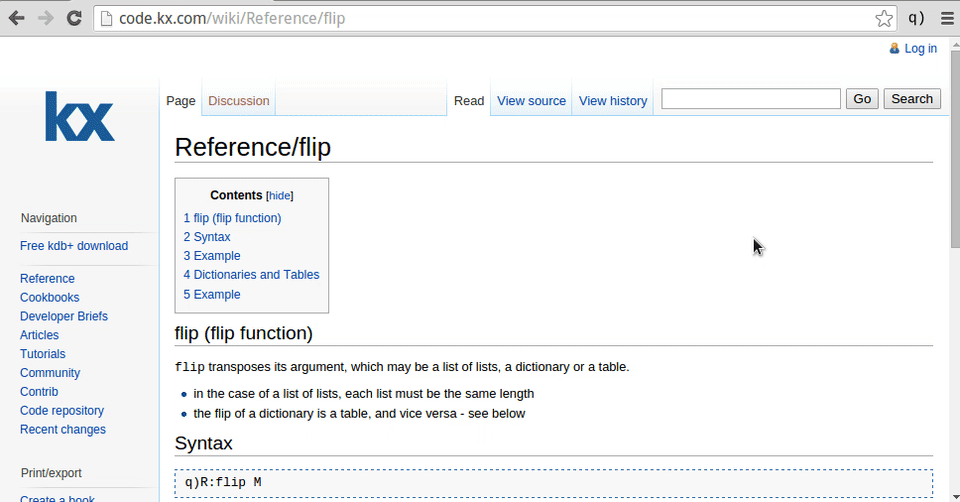 code.kx.com/wiki/Reference/flip
q)
Log in
kx
Page
Discussion
Read
View source
View history
Go
Search
Reference/flip
Contents [hide]
1 flip (flip function)
2 Syntax
3 Example
4 Dictionaries and Tables
5 Example
Navigation
Free kdb+ download
Reference
Cookbooks
Developer Briefs
Articles
Tutorials
Community
Contrib
Code repository
Recent changes
Print/export
Create a book
flip (flip function)
flip transposes its argument, which may be a list of lists, a dictionary or a table.
in the case of a list of lists, each list must be the same length
the flip of a dictionary is a table, and vice versa - see below
Syntax
q)R:flip M